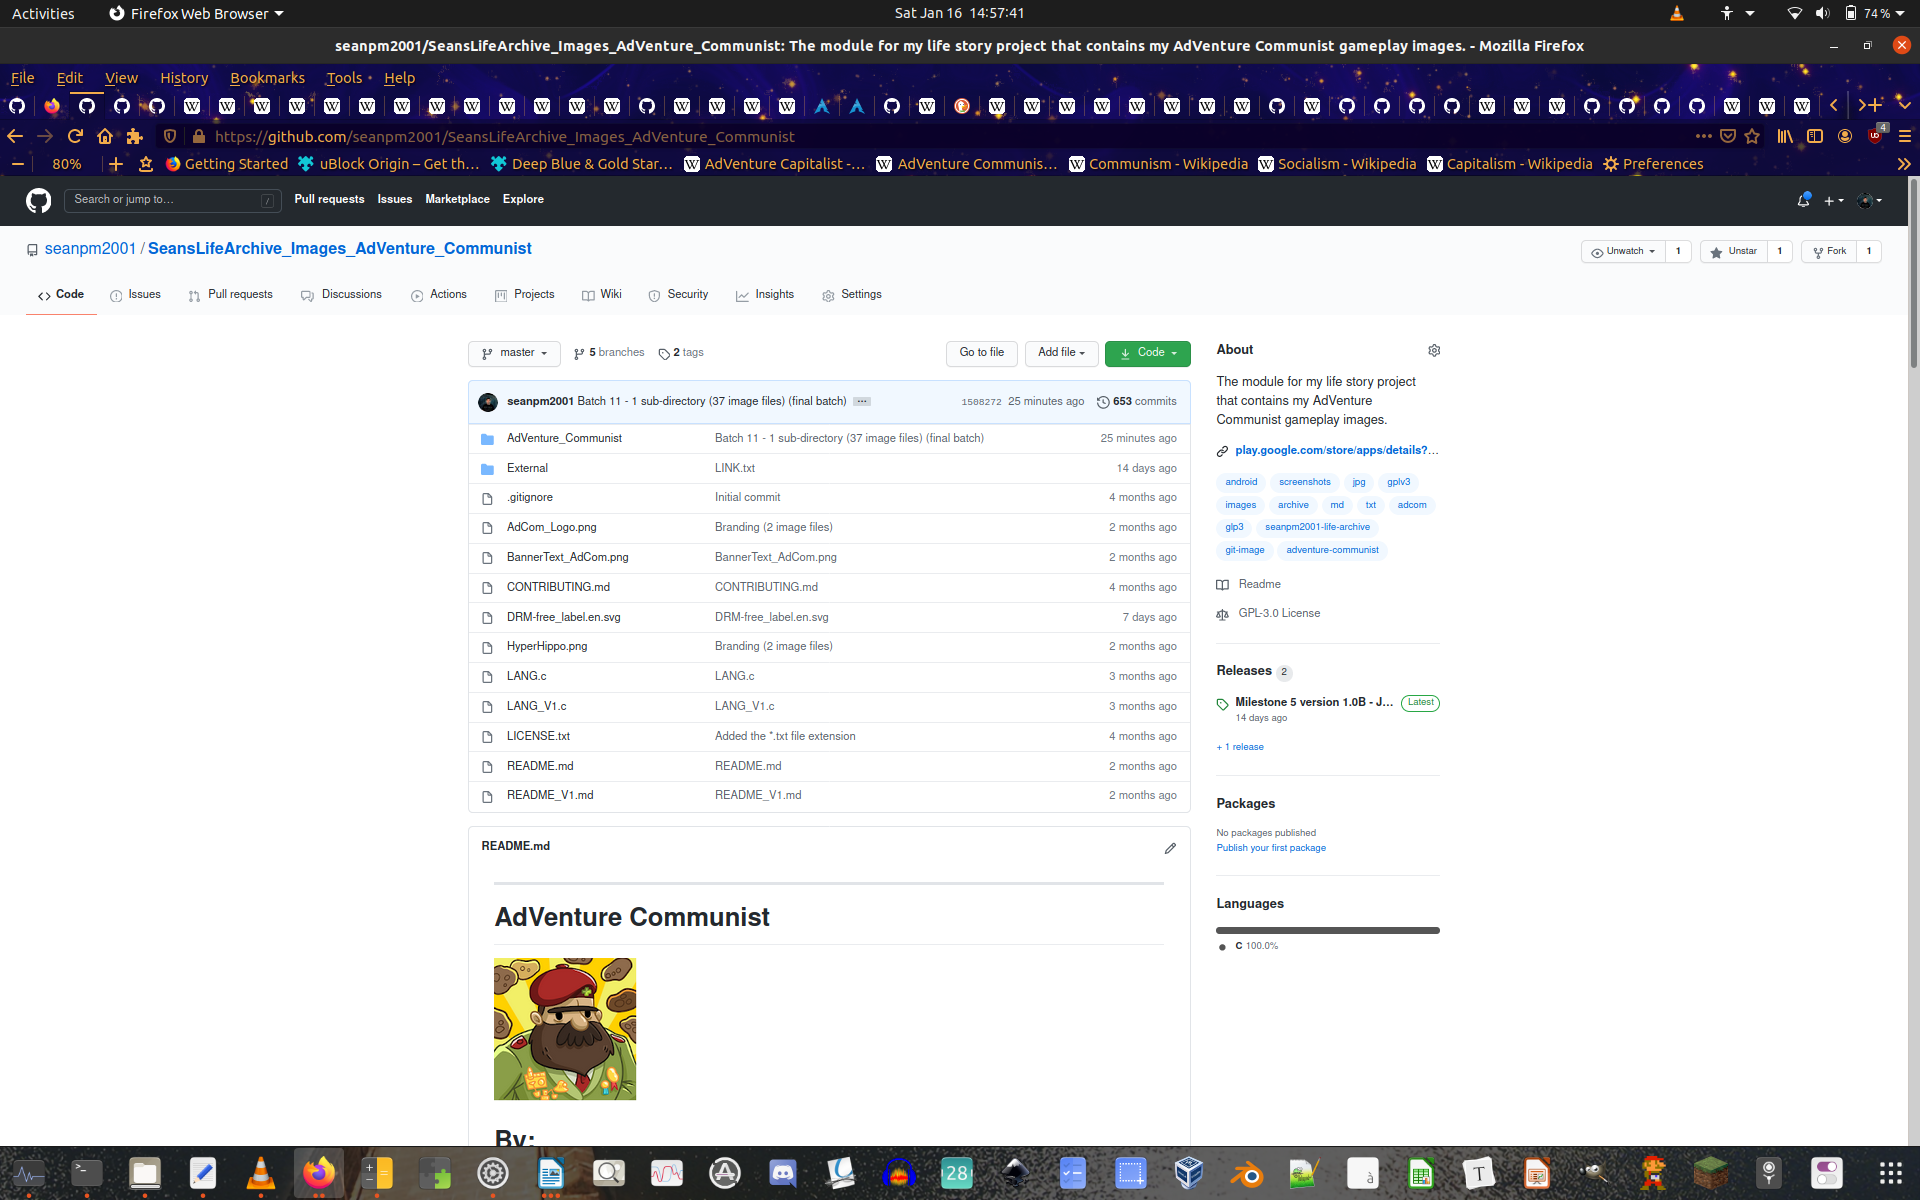 Activities
Firefox Web Browser
Sat Jan 16 14:57:41
74 %
seanpm2001/SeansLifeArchive_Images_AdVenture_Communist: The module for my life story project that contains my AdVenture Communist gameplay images. - Mozilla Firefox
File Edit View History Bookmarks Tools Help
https://github.com/seanpm2001/SeansLifeArchive_Images_AdVenture_Communist
4
80%
Getting Started
uBlock Origin – Get th…
Deep Blue & Gold Star…
AdVenture Capitalist -…
AdVenture Communis…
Communism - Wikipedia
Socialism - Wikipedia
Capitalism - Wikipedia
Preferences
Search or jump to…
/
Pull requests Issues Marketplace Explore
seanpm2001 / SeansLifeArchive_Images_AdVenture_Communist
Unwatch 1
Unstar 1
Fork 1
Code Issues Pull requests Discussions Actions Projects Wiki Security Insights Settings
master
5 branches
2 tags
Go to file
Add file
Code
seanpm2001 Batch 11 - 1 sub-directory (37 image files) (final batch) ... 1508272 25 minutes ago 653 commits
AdVenture_Communist Batch 11 - 1 sub-directory (37 image files) (final batch) 25 minutes ago
External LINK.txt 14 days ago
.gitignore Initial commit 4 months ago
AdCom_Logo.png Branding (2 image files) 2 months ago
BannerText_AdCom.png BannerText_AdCom.png 2 months ago
CONTRIBUTING.md CONTRIBUTING.md 4 months ago
DRM-free_label.en.svg DRM-free_label.en.svg 7 days ago
HyperHippo.png Branding (2 image files) 2 months ago
LANG.c LANG.c 3 months ago
LANG_V1.c LANG_V1.c 3 months ago
LICENSE.txt Added the *.txt file extension 4 months ago
README.md README.md 2 months ago
README_V1.md README_V1.md 2 months ago
README.md
AdVenture Communist
By:
About
The module for my life story project
that contains my AdVenture
Communist gameplay images.
play.google.com/store/apps/details?…
android screenshots jpg gplv3
images archive md txt adcom
glp3 seanpm2001-life-archive
git-image adventure-communist
Readme
GPL-3.0 License
Releases 2
Milestone 5 version 1.0B - J… Latest
14 days ago
+ 1 release
Packages
No packages published
Publish your first package
Languages
C 100.0%
28